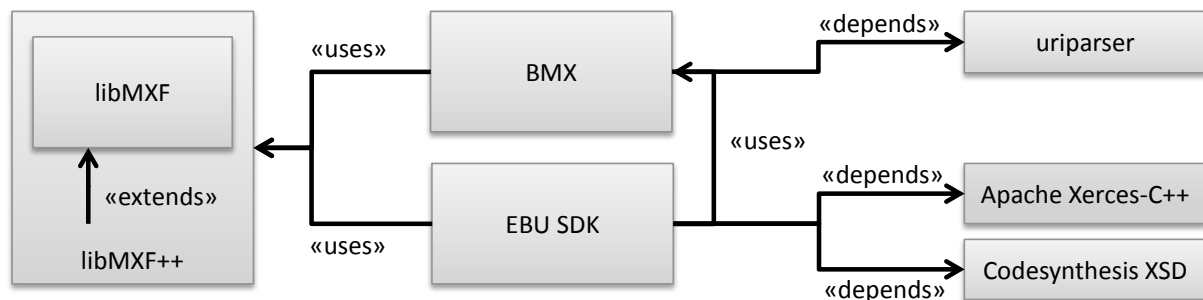 «depends»
uriparser
«uses»
BMX
libMXF
«uses»
«extends»
«depends»
Apache Xerces-C++
EBU SDK
«uses»
libMXF++
Codesynthesis XSD
«depends»